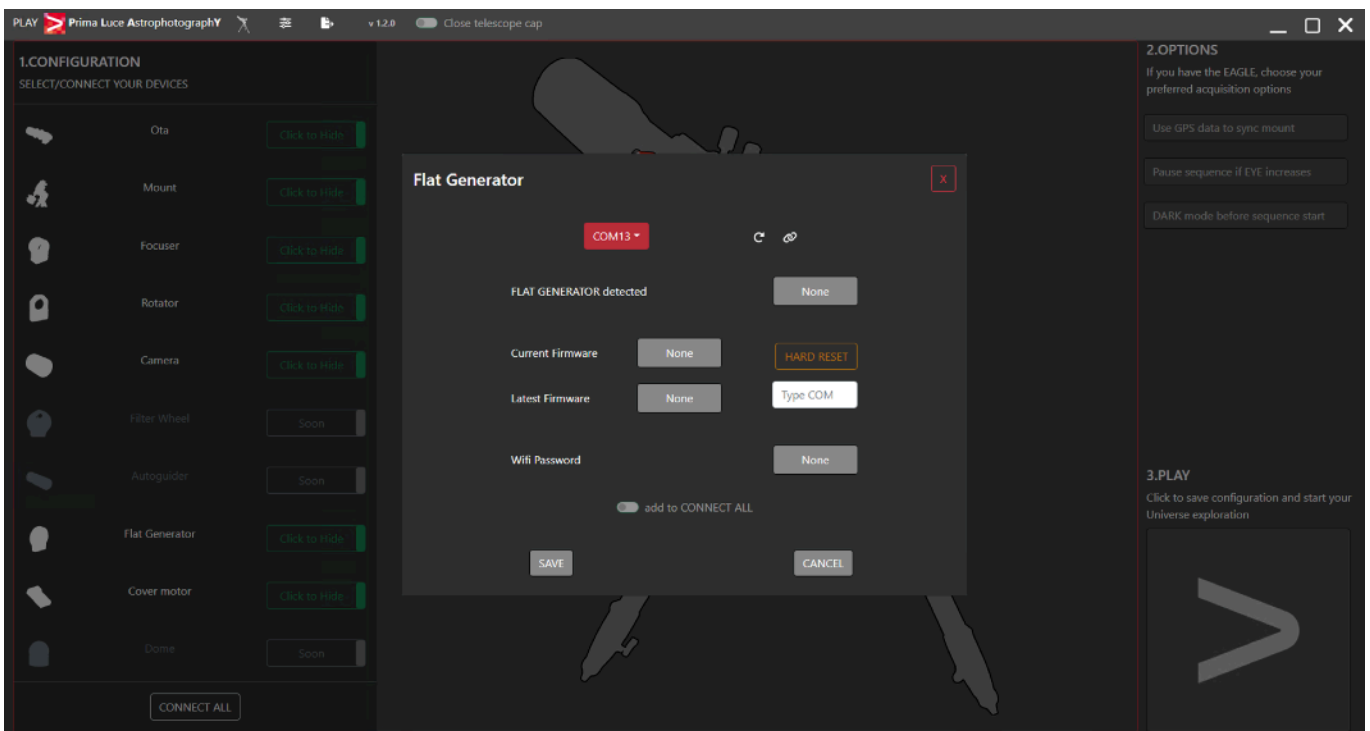 PLAY Prima Luce AstrophotographY v 1.2.0 Close telescope cap
1.CONFIGURATION
SELECT/CONNECT YOUR DEVICES
Ota Click to Hide
Mount Click to Hide
Focuser Click to Hide
Rotator Click to Hide
Camera Click to Hide
Filter Wheel Soon
Autoguider Soon
Flat Generator Click to Hide
Cover motor Click to Hide
Dome Soon
CONNECT ALL
Flat Generator X
COM13
FLAT GENERATOR detected None
Current Firmware None HARD RESET
Latest Firmware None Type COM
Wifi Password None
add to CONNECT ALL
SAVE CANCEL
2.OPTIONS
If you have the EAGLE, choose your
preferred acquisition options
Use GPS data to sync mount
Pause sequence if EYE increases
DARK mode before sequence start
3.PLAY
Click to save configuration and start your
Universe exploration